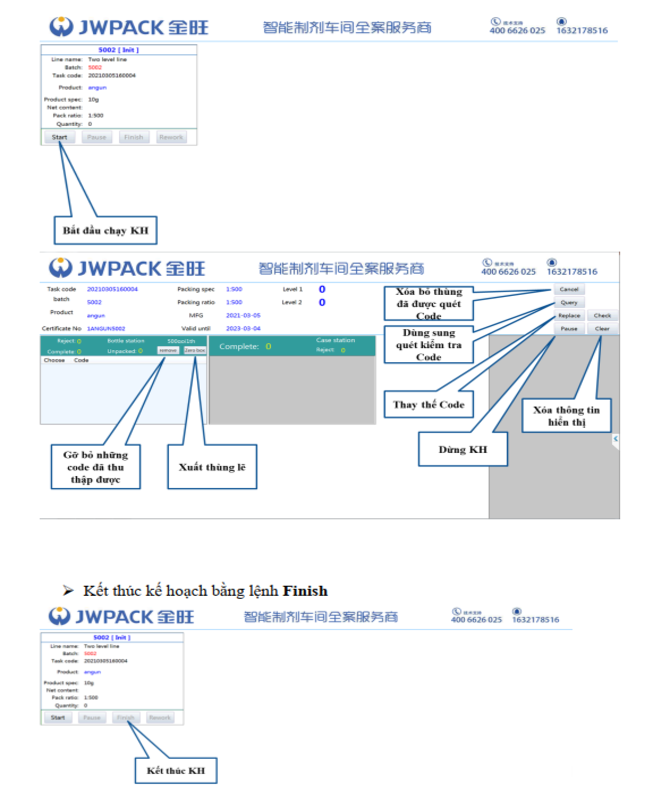 JWPACK 金旺 智能制剂车间全案服务商 技术支持 400 6626 025 1632178516
5002 [ Init ]
Line name: Two level line
Batch: 5002
Task code: 20210305160004
Product: angun
Product spec: 10g
Net content:
Pack ratio: 1:500
Quantity: 0
Start Pause Finish Rework
Bắt đầu chạy KH
JWPACK 金旺 智能制剂车间全案服务商 技术支持 400 6626 025 1632178516
Task code 20210305160004 Packing spec 1:500 Level 1 0
batch 5002 Packing ratio 1:500 Level 2 0
Product angun MFG 2021-03-05
Certificate No 1ANGUN5002 Valid until 2023-03-04
Cancel
Query
Replace Check
Pause Clear
Reject: 0 Bottle station
Complete: 0 Unpacked: 0 remove Zero box
Complete: 0 Case station
Reject 0
Choose Code
Xóa bỏ thùng
đã được quét
Code
Dùng sung
quét kiểm tra
Code
Thay thế Code
Dừng KH
Xóa thông tin
hiển thị
Gỡ bỏ những
code đã thu
thập được
Xuất thùng lẽ
➢ Kết thúc kế hoạch bằng lệnh Finish
JWPACK 金旺 智能制剂车间全案服务商 技术支持 400 6626 025 1632178516
5002 [ Init ]
Line name: Two level line
Batch: 5002
Task code: 20210305160004
Product: angun
Product spec: 10g
Net content:
Pack ratio: 1:500
Quantity: 0
Start Pause Finish Rework
Kết thúc KH